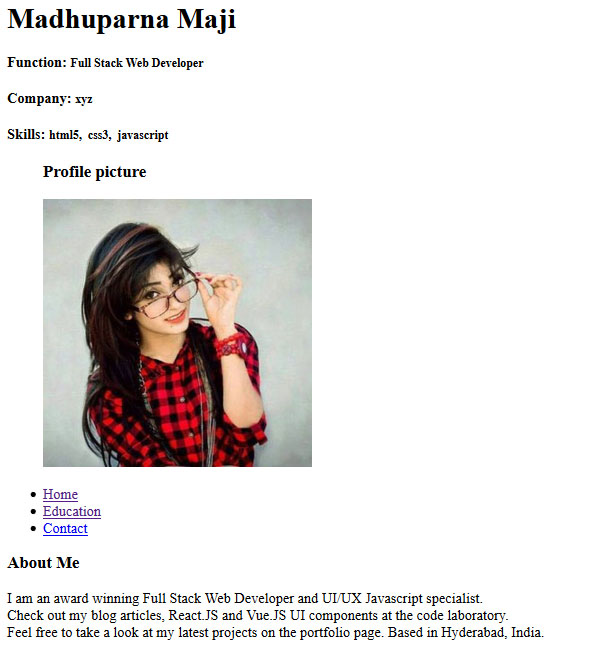 Madhuparna Maji
Function: Full Stack Web Developer
Company: xyz
Skills: html5, css3, javascript
Profile picture
Home
Education
Contact
About Me
I am an award winning Full Stack Web Developer and UI/UX Javascript specialist.
Check out my blog articles, React.JS and Vue.JS UI components at the code laboratory.
Feel free to take a look at my latest projects on the portfolio page. Based in Hyderabad, India.